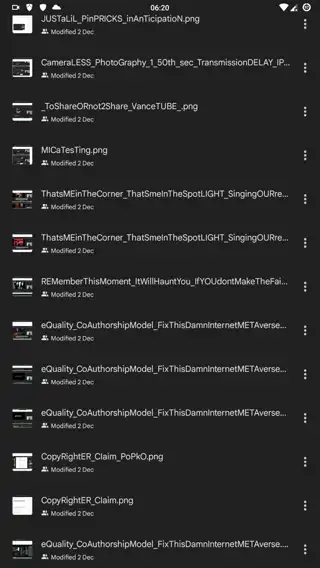 06:20
JUSTaLiL_PinPRICKS_inAnTicipatioN.png
Modified 2 Dec
CameraLESS_PhotoGraphy_1_50th_sec_TransmissionDELAY_IP...
Modified 2 Dec
_ToShareORnot2Share_VanceTUBE_.png
Modified 2 Dec
MICaTesTing.png
Modified 2 Dec
ThatsMEinTheCorner_ThatSmeInTheSpotLIGHT_SingingOURre...
Modified 2 Dec
ThatsMEinTheCorner_ThatSmeInTheSpotLIGHT_SingingOURre...
Modified 2 Dec
REMemberThisMoment_ItWillHauntYou_IfYOUdontMakeTheFai...
Modified 2 Dec
eQuality_CoAuthorshipModel_FixThisDamnInternetMETAverse...
Modified 2 Dec
eQuality_CoAuthorshipModel_FixThisDamnInternetMETAverse...
Modified 2 Dec
eQuality_CoAuthorshipModel_FixThisDamnInternetMETAverse...
Modified 2 Dec
CopyRightER_Claim_PoPkO.png
Modified 2 Dec
CopyRightER_Claim.png
Modified 2 Dec
eQuality_CoAuthorshipModel_FixThisDamnInternetMETAverse...
Modified 2 Dec